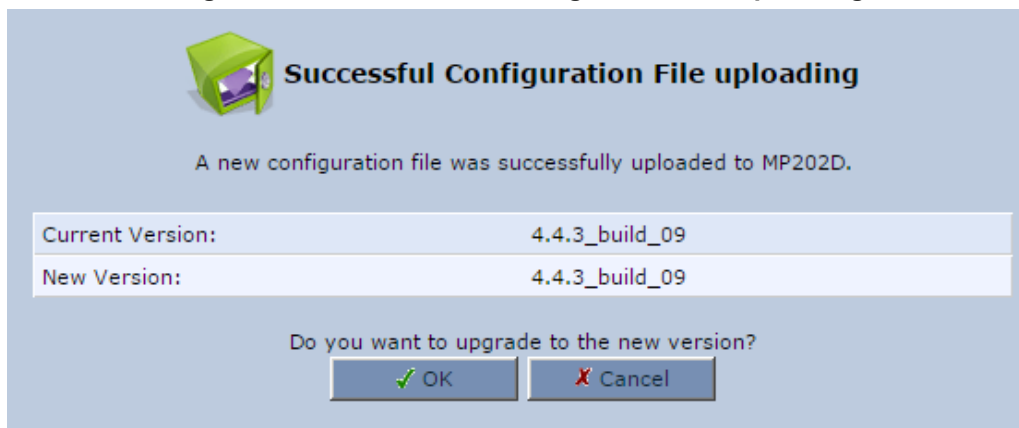 Successful Configuration File uploading
A new configuration file was successfully uploaded to MP202D.
Current Version: 4.4.3_build_09
New Version: 4.4.3_build_09
Do you want to upgrade to the new version?
OK Cancel